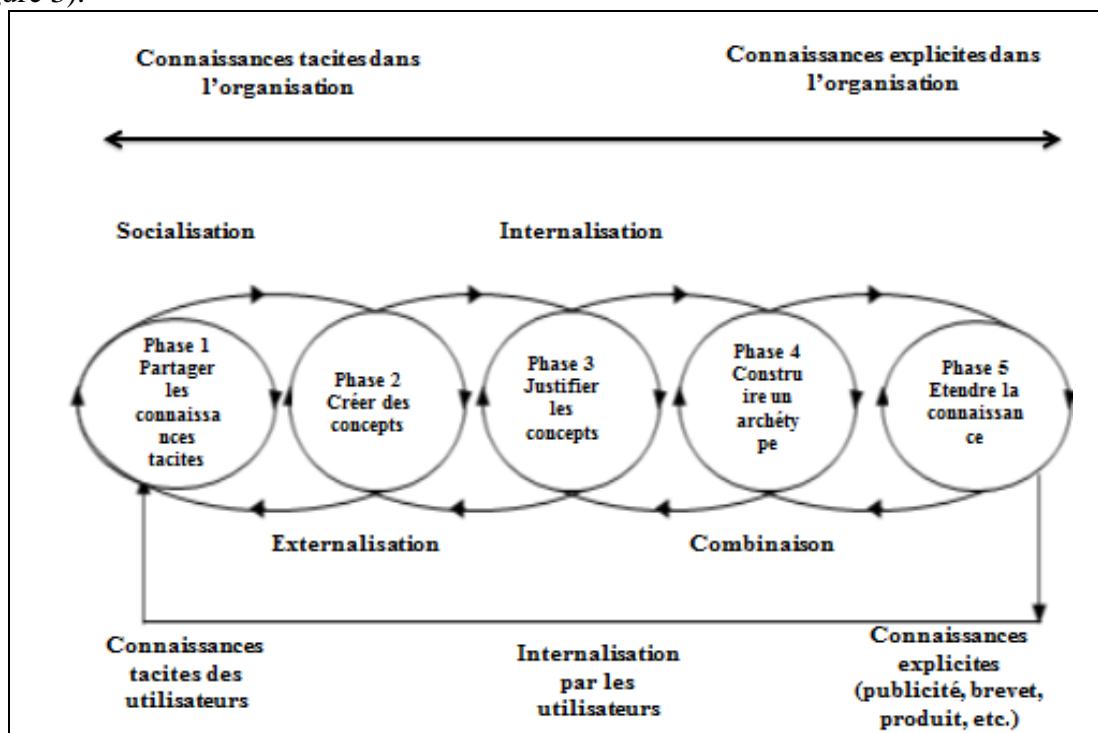 Connaissances tacites dans
l'organisation
Connaissances explicites dans
l'organisation
Socialisation
Internalisation
Phase 1
Partager
les
connaissa
nces
tacites
Phase 2
Créer des
concepts
Phase 3
Justifier
les
concepts
Phase 4
Constru
ire un
archéty
pe
Phase 5
Etendre la
connaissan
ce
Externalisation
Combinaison
Connaissances
tacites des
utilisateurs
Internalisation
par les
utilisateurs
Connaissances
explicites
(publicité, brevet,
produit, etc.)